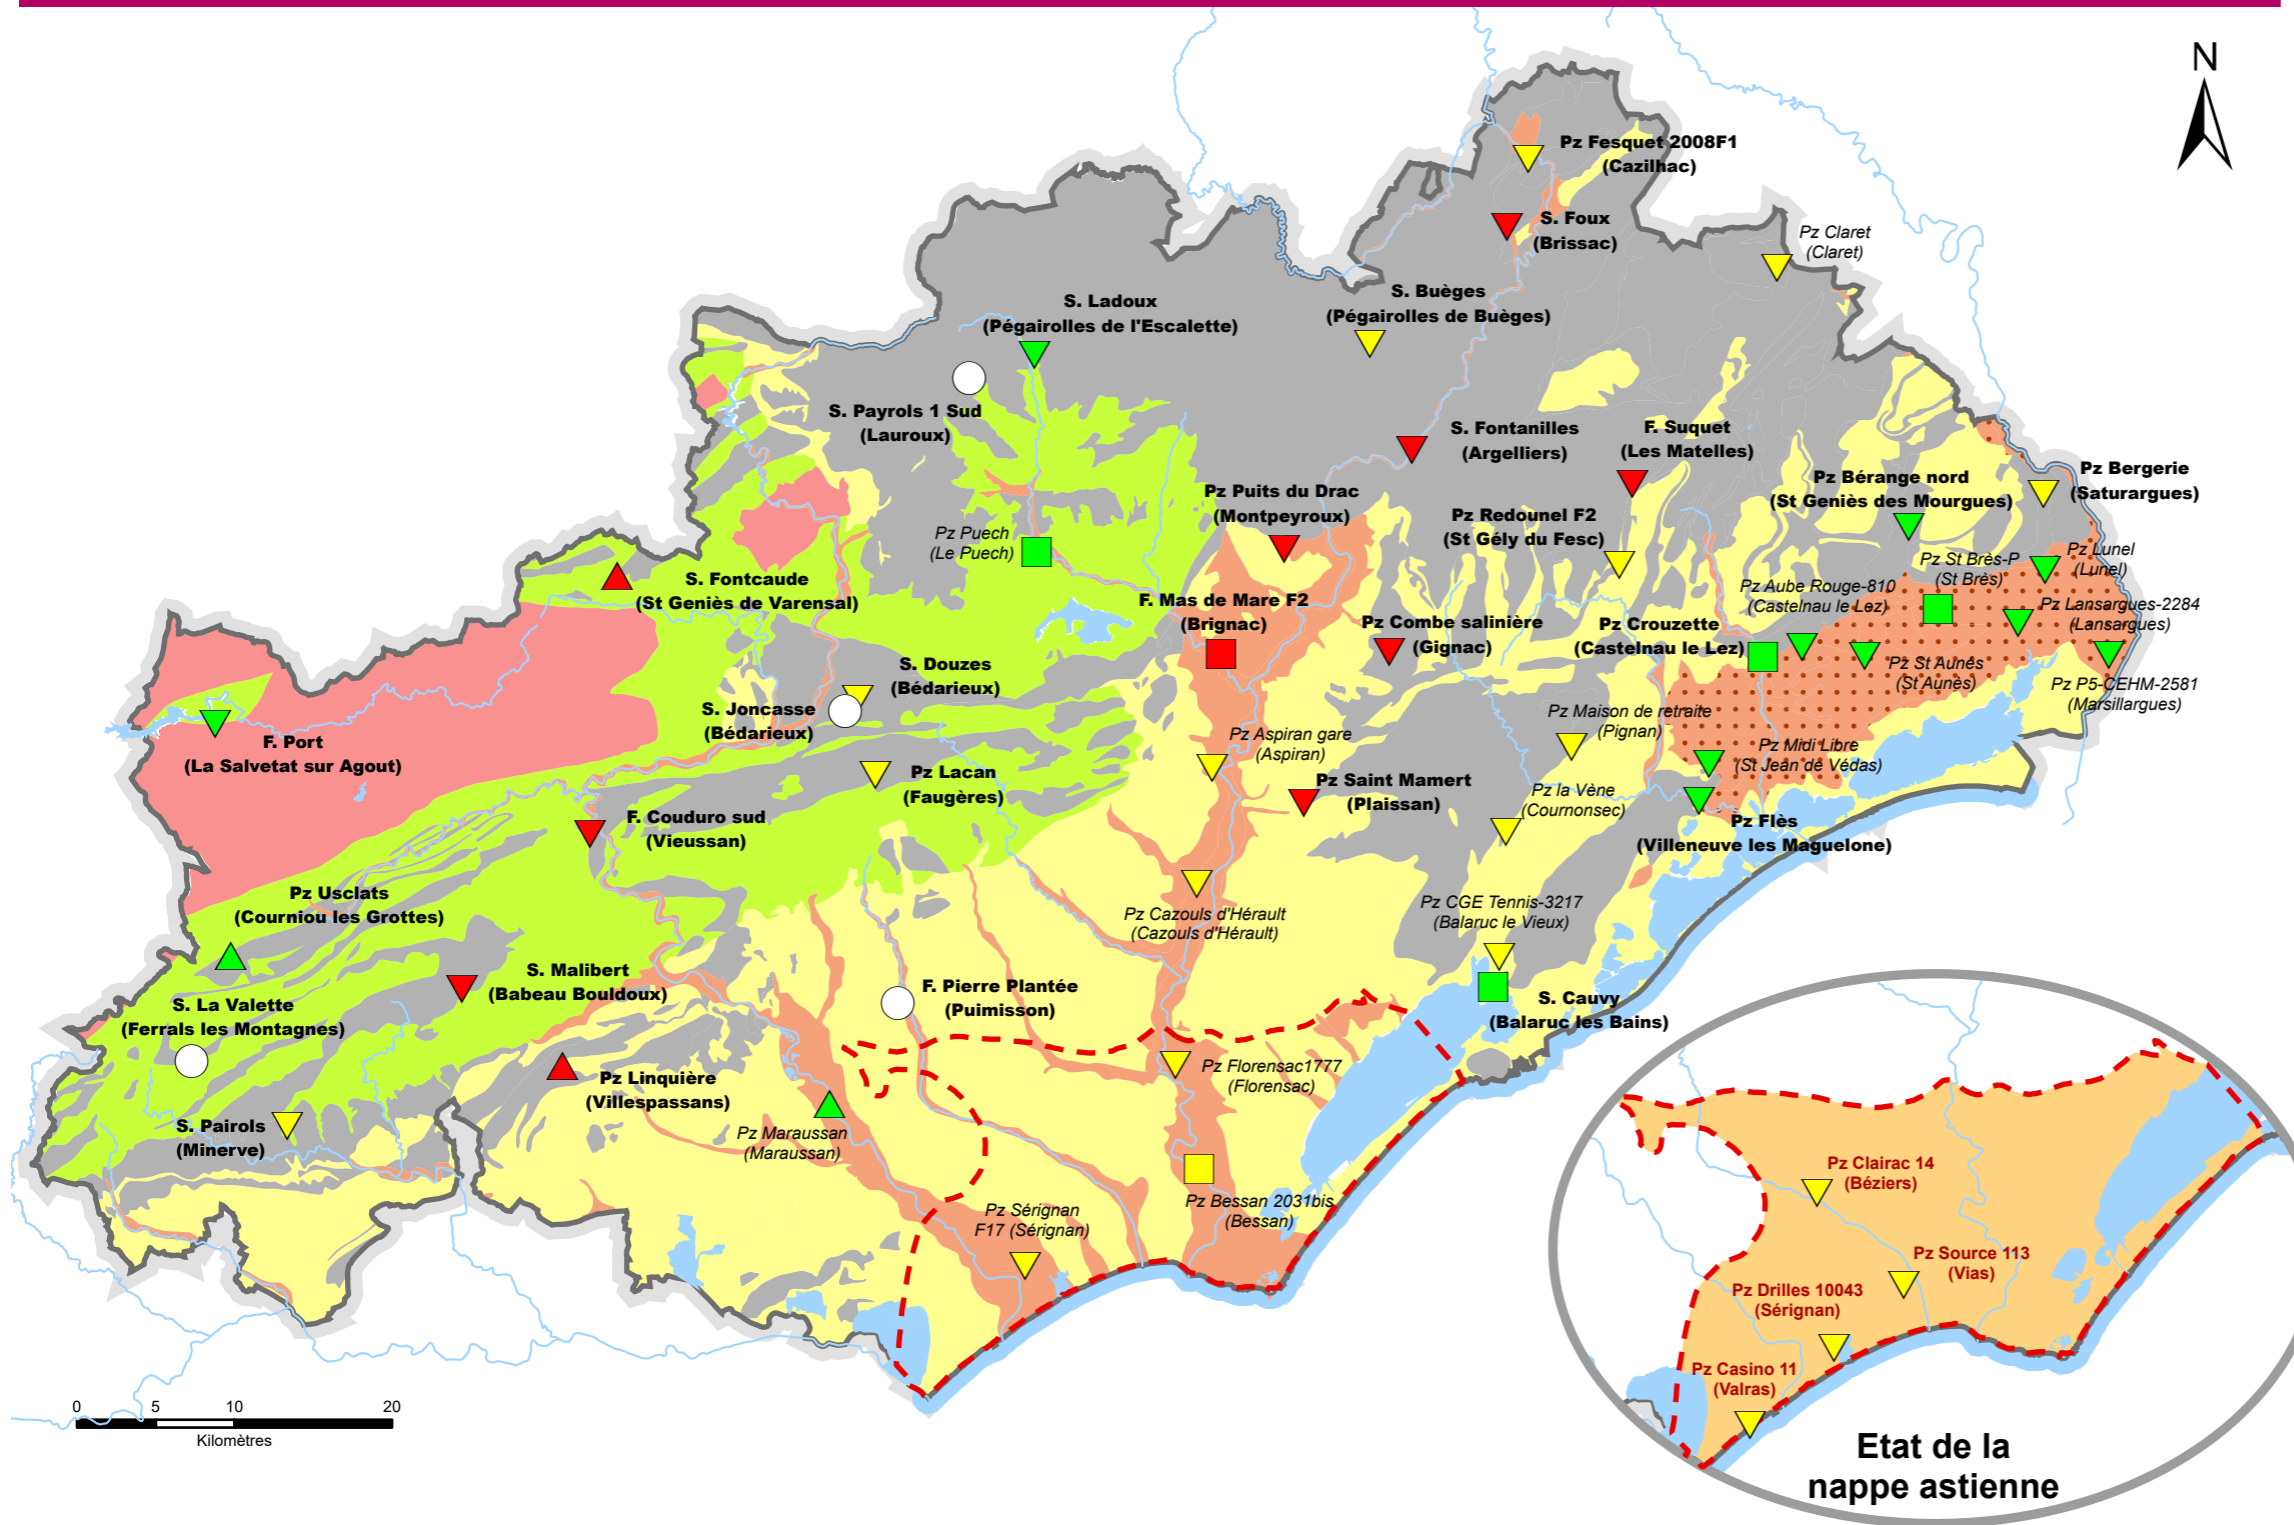 N
Pz Fesquet 2008F1
(Cazilhac)
S. Foux
(Brissac)
Pz Claret
(Claret)
S. Ladoux
(Pégairolles de l'Escalette)
S. Buèges
(Pégairolles de Buèges)
S. Payrols 1 Sud
(Lauroux)
S. Fontanilles
(Argelliers)
F. Suquet
(Les Matelles)
Pz Bérange nord
(St Geniès des Mourgues)
Pz Bergerie
(Saturargues)
Pz Puits du Drac
(Montpeyroux)
Pz Redounel F2
(St Gély du Fesc)
Pz Puech
(Le Puech)
Pz St Brès-P
(St Brès)
Pz Lunel
(Lunel)
S. Fontcaude
(St Geniès de Varensal)
F. Mas de Mare F2
(Brignac)
Pz Aube Rouge-810
(Castelnau le Lez)
Pz Lansargues-2284
(Lansargues)
Pz Combe salinière
(Gignac)
Pz Crouzette
(Castelnau le Lez)
S. Douzes
(Bédarieux)
Pz St Aunès
(St Aunès)
Pz P5-CEHM-2581
(Marsillargues)
S. Joncasse
(Bédarieux)
Pz Maison de retraite
(Pignan)
F. Port
(La Salvetat sur Agout)
Pz Aspiran gare
(Aspiran)
Pz Midi Libre
(St Jean de Védas)
Pz Lacan
(Faugères)
Pz Saint Mamert
(Plaissan)
Pz la Vène
(Cournonsec)
F. Couduro sud
(Vieussan)
Pz Flès
(Villeneuve les Maguelone)
Pz Usclats
(Courniou les Grottes)
Pz Cazouls d'Hérault
(Cazouls d'Hérault)
Pz CGE Tennis-3217
(Balaruc le Vieux)
S. Malibert
(Babeau Bouldoux)
F. Pierre Plantée
(Puimisson)
S. La Valette
(Ferrals les Montagnes)
S. Cauvy
(Balaruc les Bains)
Pz Linquière
(Villespassans)
Pz Florensac1777
(Florensac)
S. Pairols
(Minerve)
Pz Maraussan
(Maraussan)
Pz Sérignan
F17 (Sérignan)
Pz Bessan 2031bis
(Bessan)
Pz Clairac 14
(Béziers)
Pz Source 113
(Vias)
Pz Drilles 10043
(Sérignan)
Pz Casino 11
(Valras)
0 5 10 20
Kilomètres
Etat de la
nappe astienne